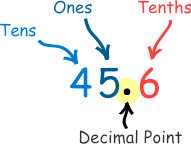 Ones Tenths
Tens
45.6
Decimal Point